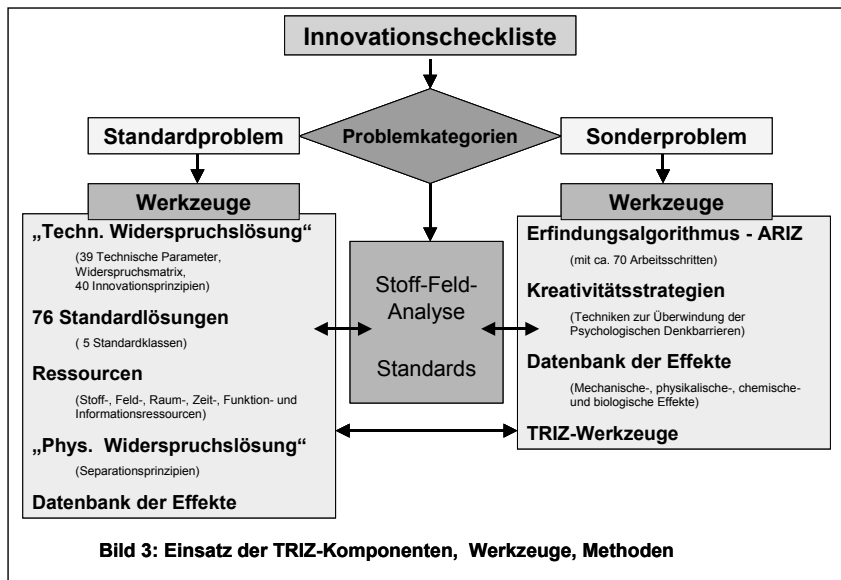 Innovationscheckliste
Problemkategorien
Standardproblem
Sonderproblem
Werkzeuge
„Techn. Widerspruchslösung“
(39 Technische Parameter,
Widerspruchsmatrix,
40 Innovationsprinzipien)
76 Standardlösungen
( 5 Standardklassen)
Ressourcen
(Stoff-, Feld-, Raum-, Zeit-, Funktion- und
Informationsressourcen)
„Phys. Widerspruchslösung“
(Separationsprinzipien)
Datenbank der Effekte
Stoff-Feld-
Analyse
Standards
Werkzeuge
Erfindungsalgorithmus - ARIZ
(mit ca. 70 Arbeitsschritten)
Kreativitätsstrategien
(Techniken zur Überwindung der
Psychologischen Denkbarrieren)
Datenbank der Effekte
(Mechanische-, physikalische-, chemische-
und biologische Effekte)
TRIZ-Werkzeuge
Bild 3: Einsatz der TRIZ-Komponenten, Werkzeuge, Methoden